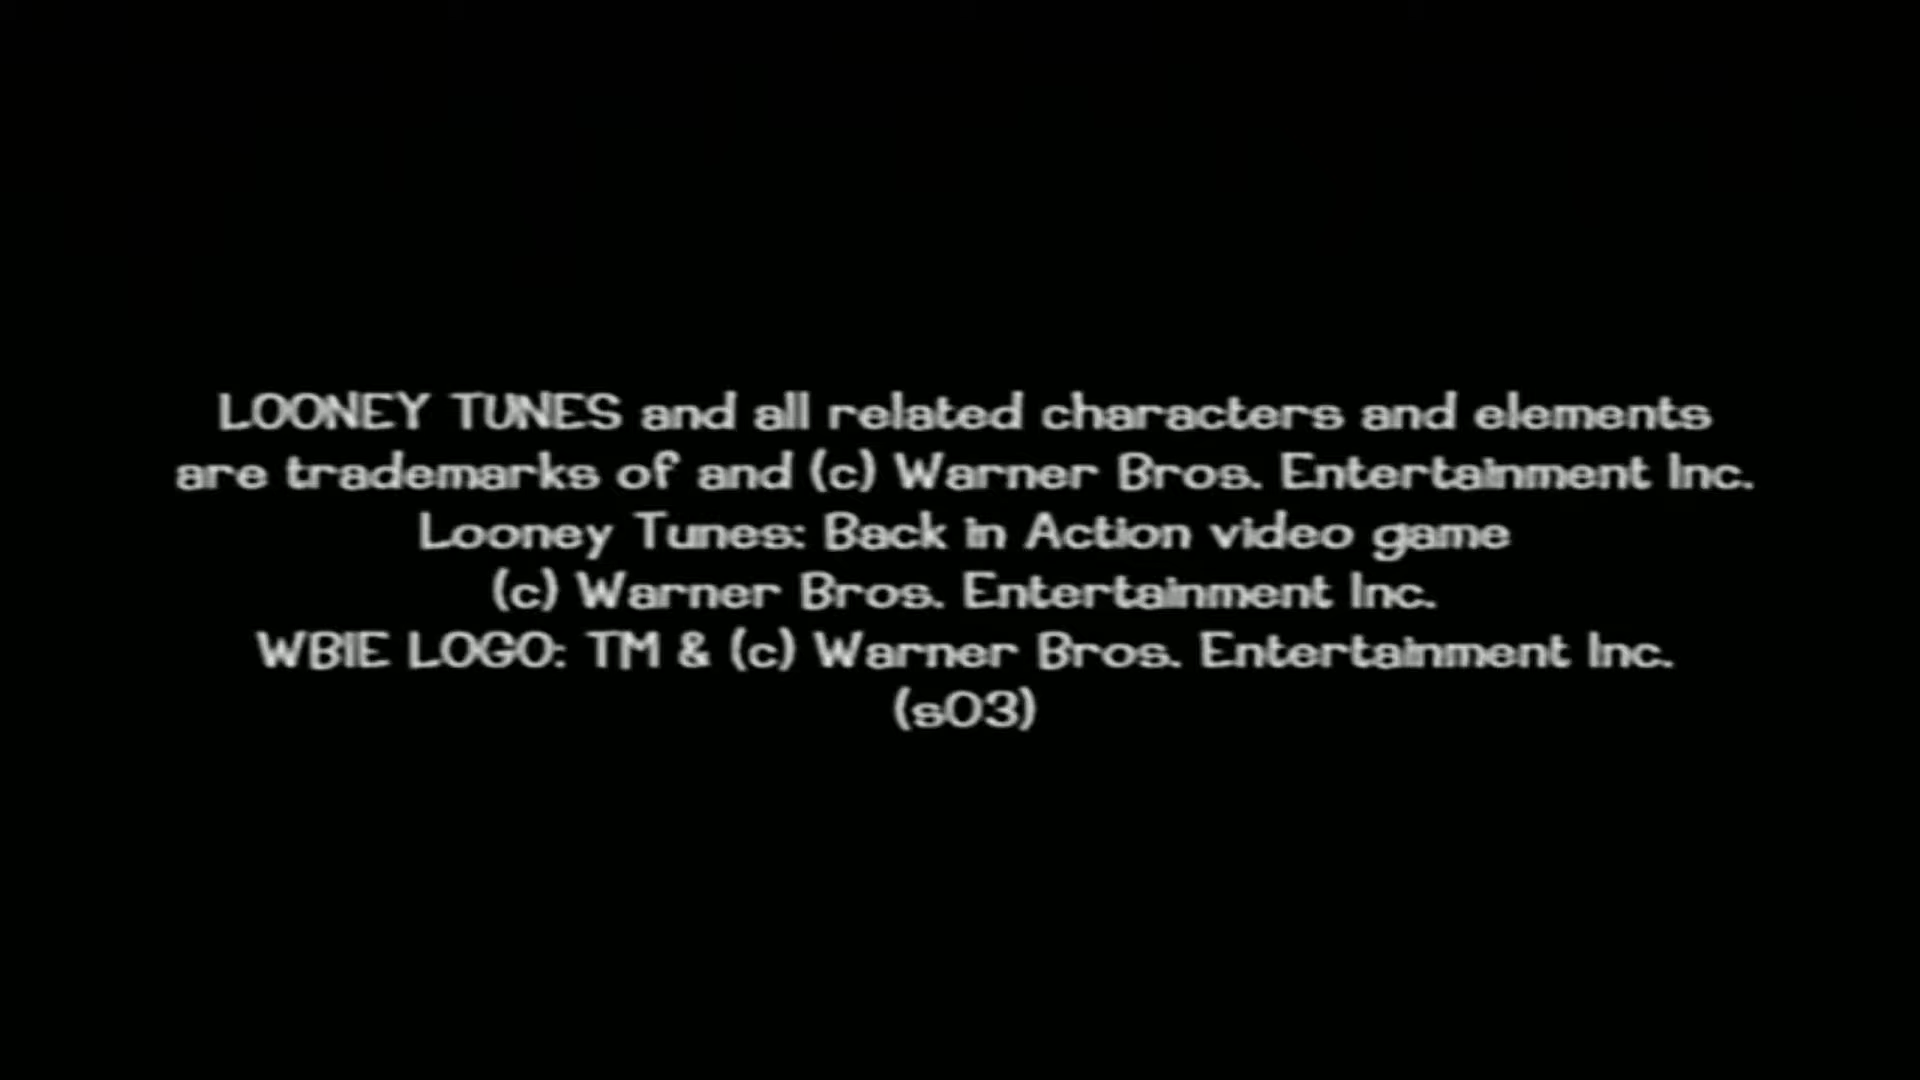 LOONEY TUNES and all related characters and elements
are trademarks of and (c) Warner Bros. Entertainment Inc.
Looney Tunes: Back in Action video game
(c) Warner Bros. Entertainment Inc.
WBIE LOGO: TM & (c) Warner Bros. Entertainment Inc.
(s03)